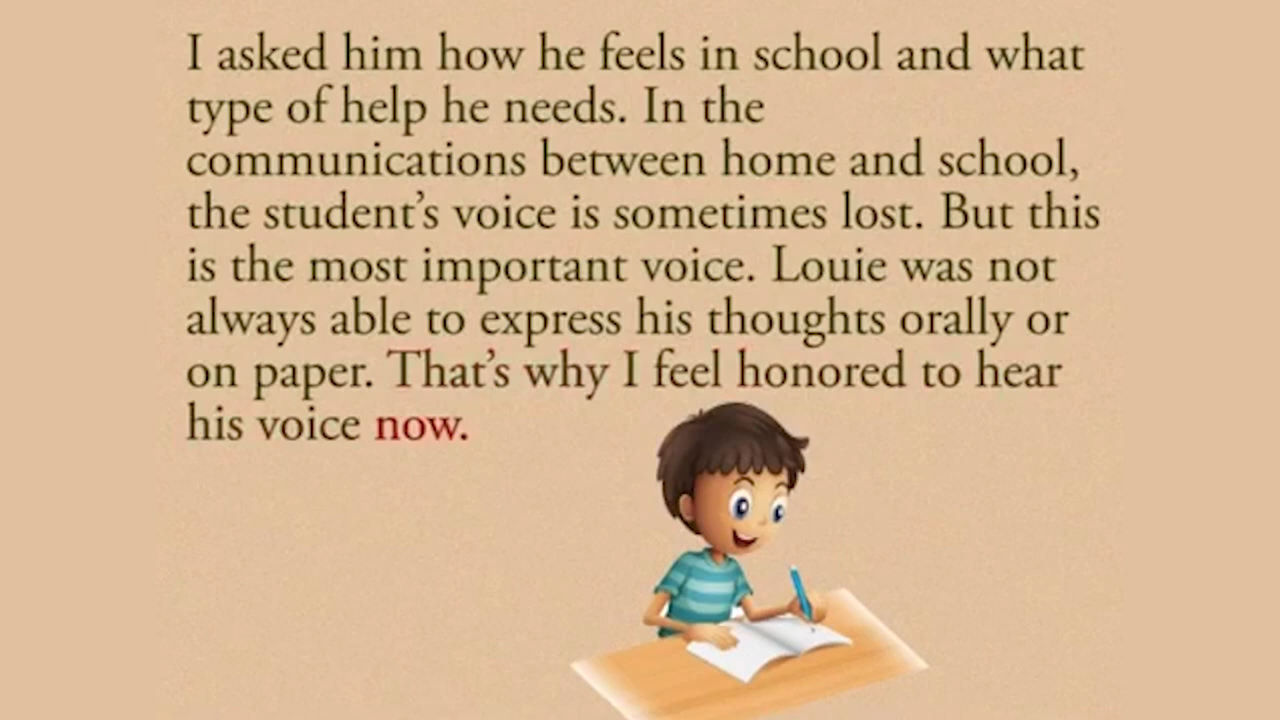 I asked him how he feels in school and what
type of help he needs. In the
communications between home and school,
the student’s voice is sometimes lost. But this
is the most important voice. Louie was not
always able to express his thoughts orally or
on paper. That’s why I feel honored to hear
his voice now.